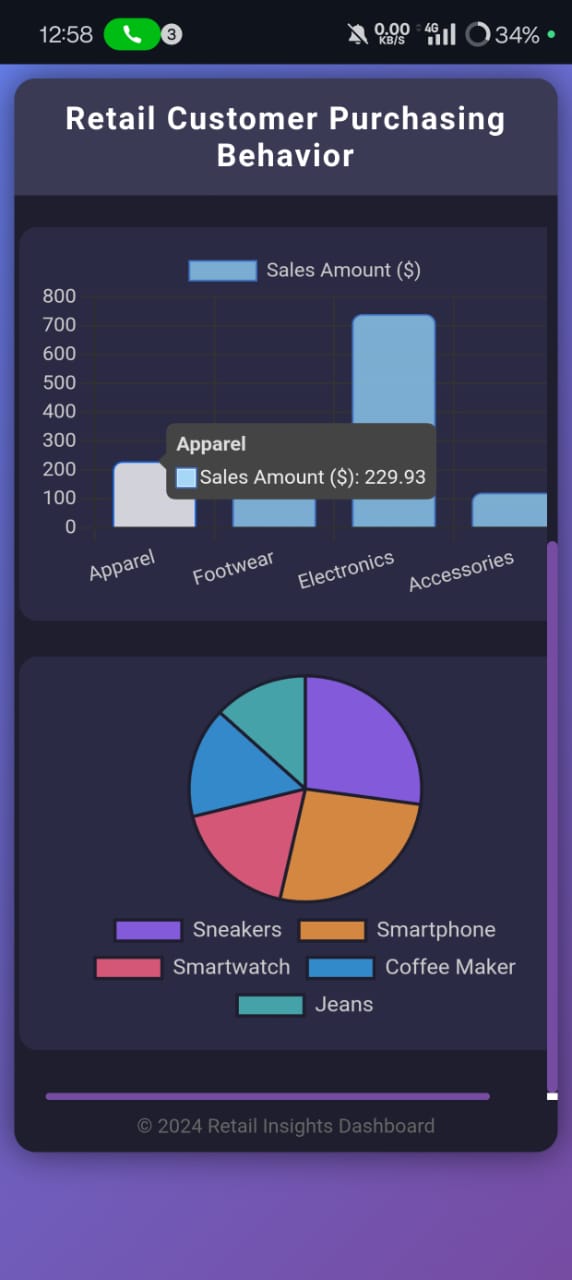 12:58
3
0.00
KB/S
4G
34%
Retail Customer Purchasing
Behavior
Sales Amount ($)
800
700
600
500
400
300
200
100
0
Apparel
Sales Amount ($): 229.93
Apparel
Footwear
Electronics
Accessories
Sneakers
Smartphone
Smartwatch
Coffee Maker
Jeans
© 2024 Retail Insights Dashboard